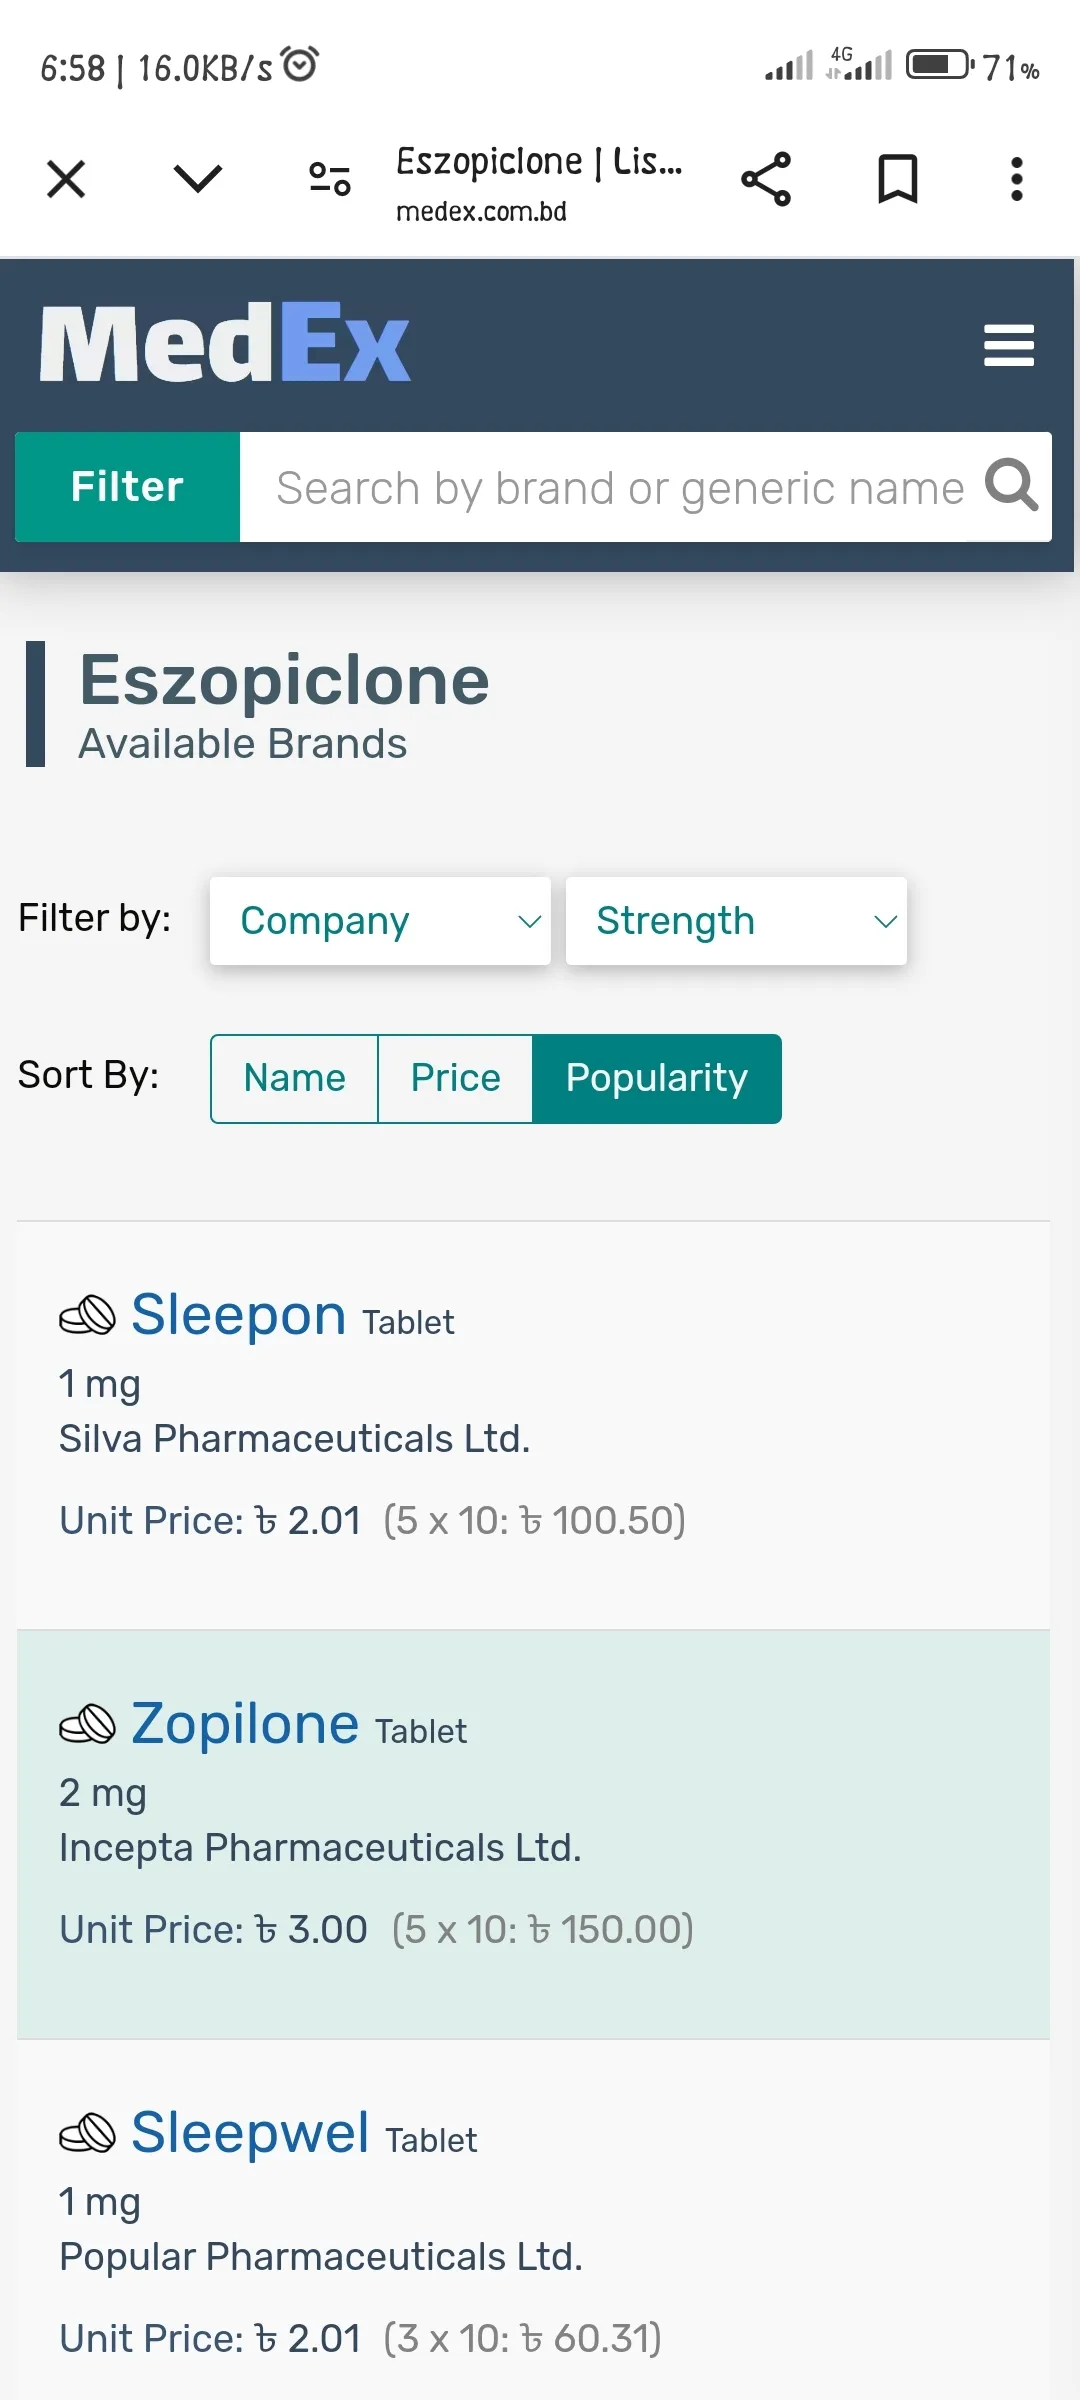 6:58 | 16.0KB/s 4G 71%
Eszopiclone | Lis...
medex.com.bd
MedEx
Filter Search by brand or generic name
Eszopiclone
Available Brands
Filter by: Company Strength
Sort By: Name Price Popularity
Sleepon Tablet
1 mg
Silva Pharmaceuticals Ltd.
Unit Price: ৳ 2.01 (5 x 10: ৳ 100.50)
Zopilone Tablet
2 mg
Incepta Pharmaceuticals Ltd.
Unit Price: ৳ 3.00 (5 x 10: ৳ 150.00)
Sleepwel Tablet
1 mg
Popular Pharmaceuticals Ltd.
Unit Price: ৳ 2.01 (3 x 10: ৳ 60.31)